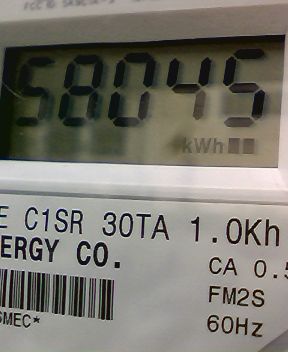 58045
kWh
E C1SR 30TA 1.0Kh
ERGY CO.
CA 0.5
FM2S
60Hz
SMEC*